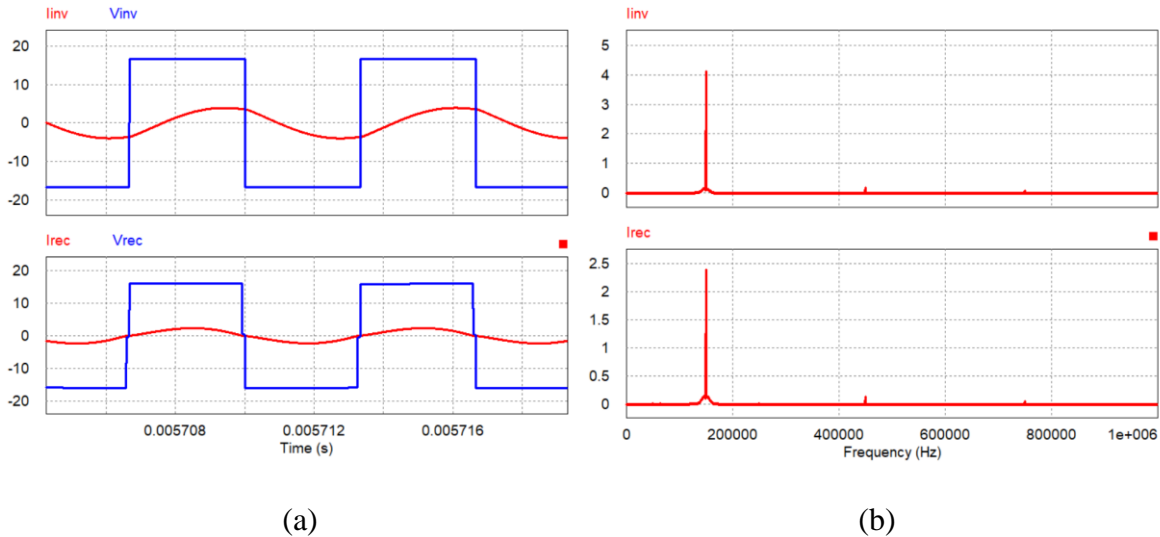 Iinv Vinv
20
10
0
-10
-20
Irec Vrec
20
10
0
-10
-20
0.005708 0.005712 0.005716
Time (s)
(a)
Iinv
5
4
3
2
1
0
Irec
2.5
2
1.5
1
0.5
0
0 200000 400000 600000 800000 1e+006
Frequency (Hz)
(b)